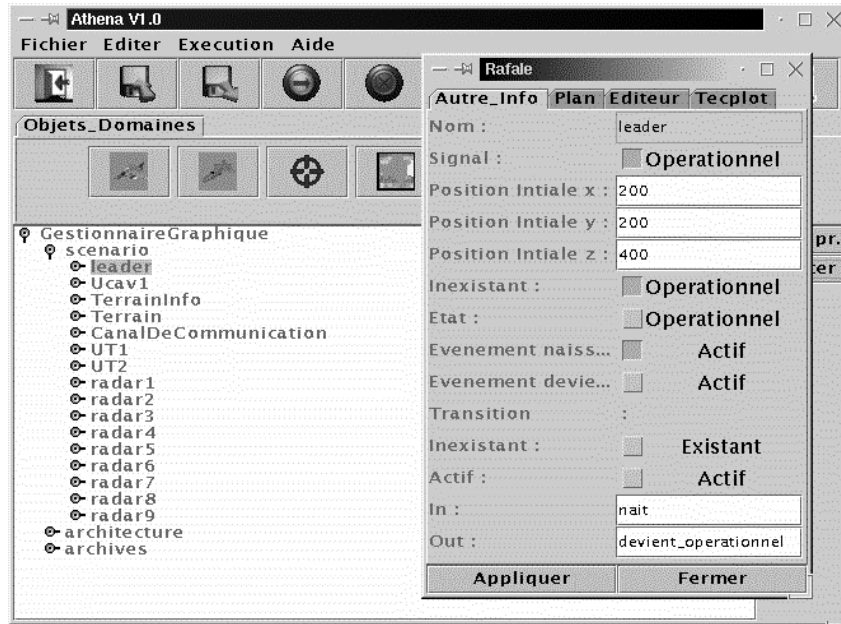 Athena V1.0
Fichier Editer Execution Aide
Objets_Domaines
GestionnaireGraphique
scenario
leader
Ucav1
TerrainInfo
Terrain
CanalDeCommunication
UT1
UT2
radar1
radar2
radar3
radar4
radar5
radar6
radar7
radar8
radar9
architecture
archives
Rafale
Autre_Info Plan Editeur Tecplot
Nom : leader
Signal : Operationnel
Position Intiale x : 200
Position Intiale y : 200
Position Intiale z : 400
Inexistant : Operationnel
Etat : Operationnel
Evenement naiss... Actif
Evenement devie... Actif
Transition :
Inexistant : Existant
Actif : Actif
In : nait
Out : devient_operationnel
Appliquer Fermer
pr.
ter